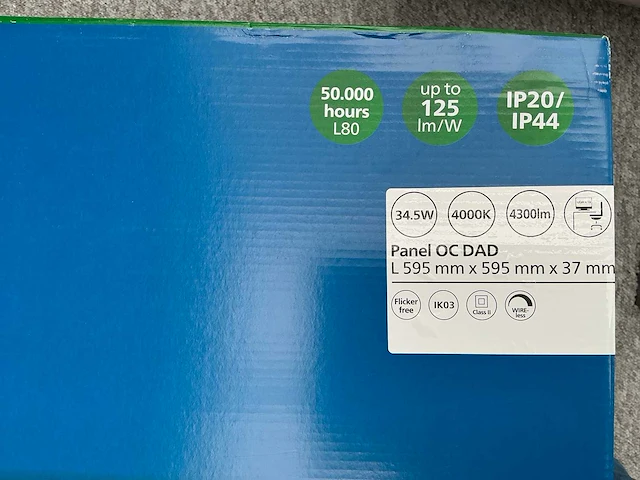 50.000
hours
L80
up to
125
lm/W
IP20/
IP44
34.5W
4000K
4300lm
Panel OC DAD
L 595 mm x 595 mm x 37 mm
Flicker
free
IK03
Class II
WIRE-
less